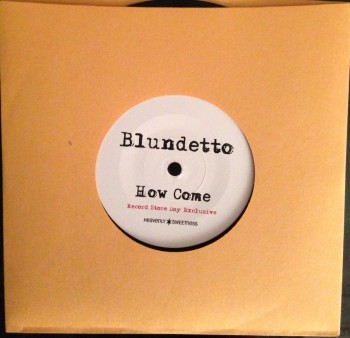 Blundetto
How Come
Record Store Day Exclusive
HEAVENLY SWEETNESS